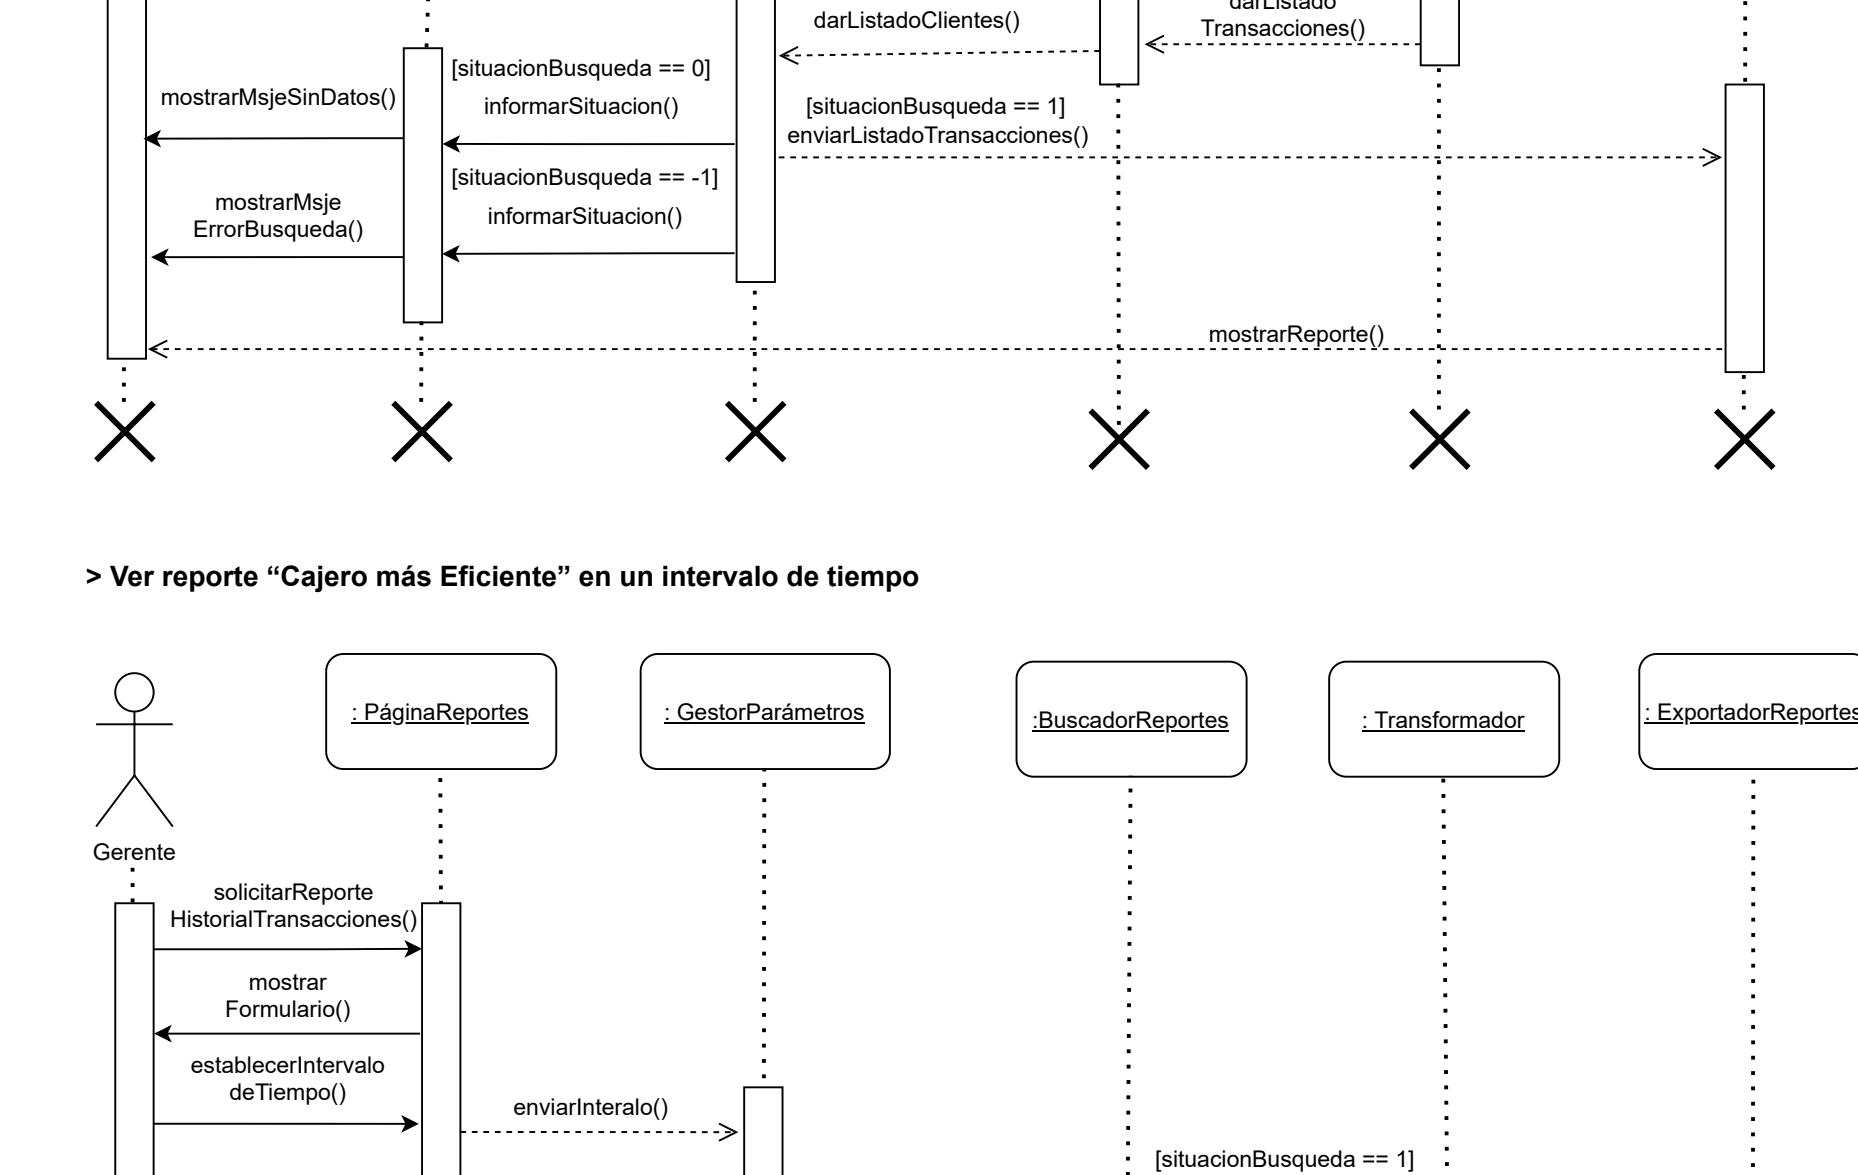 darListado
Transacciones()
darListadoClientes()
[situacionBusqueda == 0]
mostrarMsjeSinDatos()
informarSituacion()
[situacionBusqueda == 1]
enviarListadoTransacciones()
[situacionBusqueda == -1]
mostrarMsje
ErrorBusqueda()
informarSituacion()
mostrarReporte()
> Ver reporte “Cajero más Eficiente” en un intervalo de tiempo
: PáginaReportes
: GestorParámetros
:BuscadorReportes
: Transformador
: ExportadorReportes
Gerente
solicitarReporte
HistorialTransacciones()
mostrar
Formulario()
establecerIntervalo
deTiempo()
enviarInteralo()
[situacionBusqueda == 1]